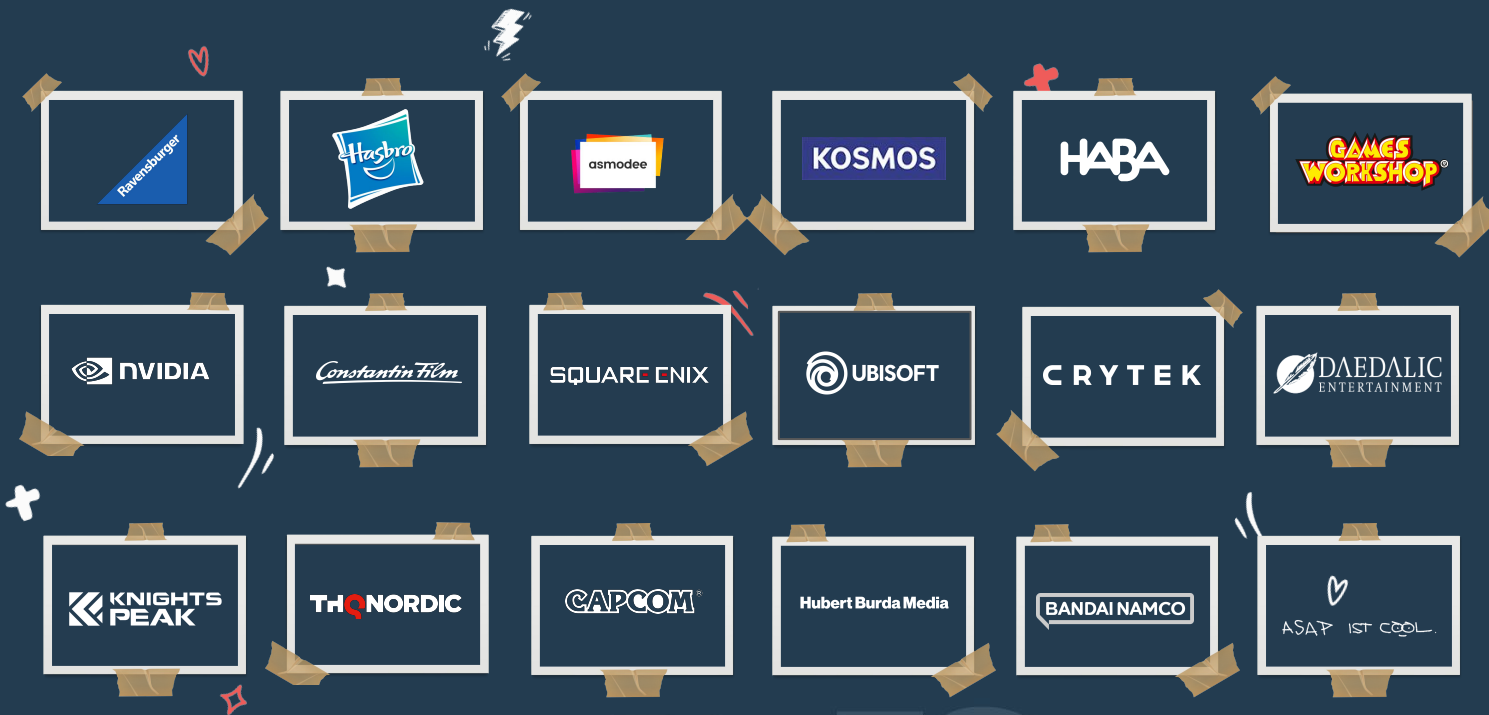 Ravensburger
Hasbro
asmodee
KOSMOS
HABA
GAMES
WORKSHOP®
NVIDIA
Constantin Film
SQUARE ENIX
UBISOFT
CRYTEK
DAEDALIC
ENTERTAINMENT
KNIGHTS
PEAK
THQNORDIC
CAPCOM®
Hubert Burda Media
BANDAI NAMCO
ASAP IST COOL.